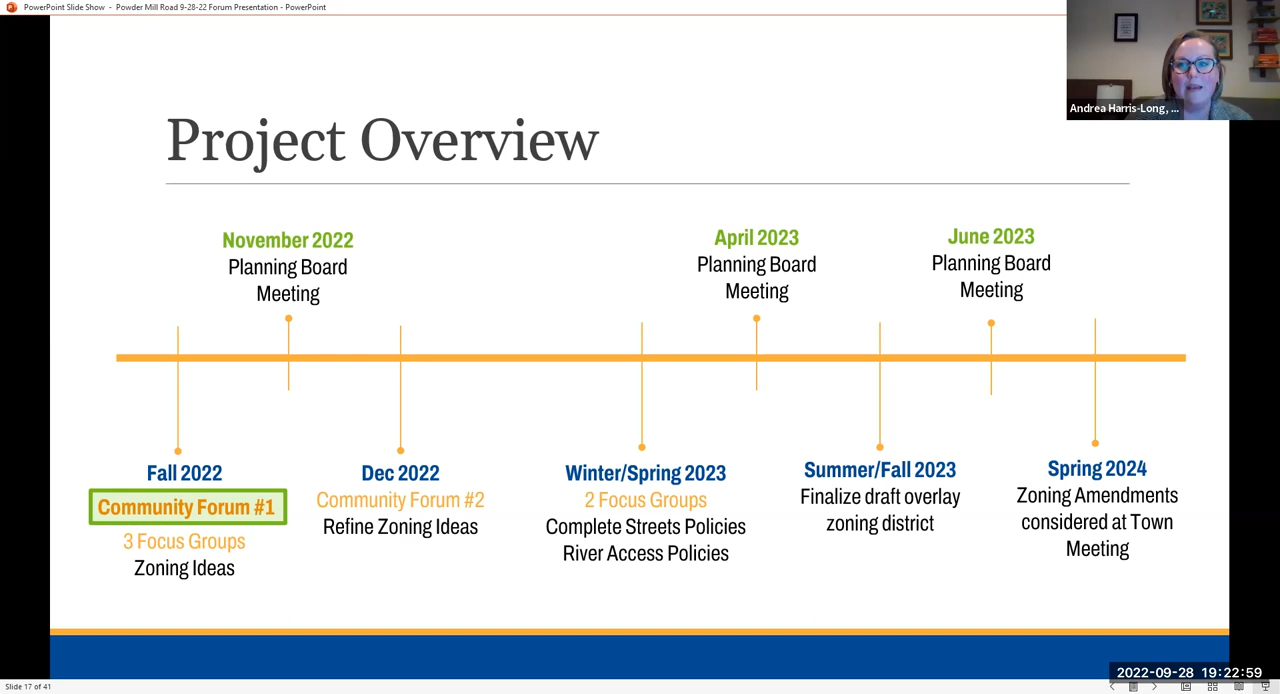 PowerPoint Slide Show - Powder Mill Road 9-28-22 Forum Presentation - PowerPoint
Andrea Harris-Long, ...
Project Overview
November 2022
Planning Board
Meeting
April 2023
Planning Board
Meeting
June 2023
Planning Board
Meeting
Fall 2022
Community Forum #1
3 Focus Groups
Zoning Ideas
Dec 2022
Community Forum #2
Refine Zoning Ideas
Winter/Spring 2023
2 Focus Groups
Complete Streets Policies
River Access Policies
Summer/Fall 2023
Finalize draft overlay
zoning district
Spring 2024
Zoning Amendments
considered at Town
Meeting
2022-09-28 19:22:59
Slide 17 of 41